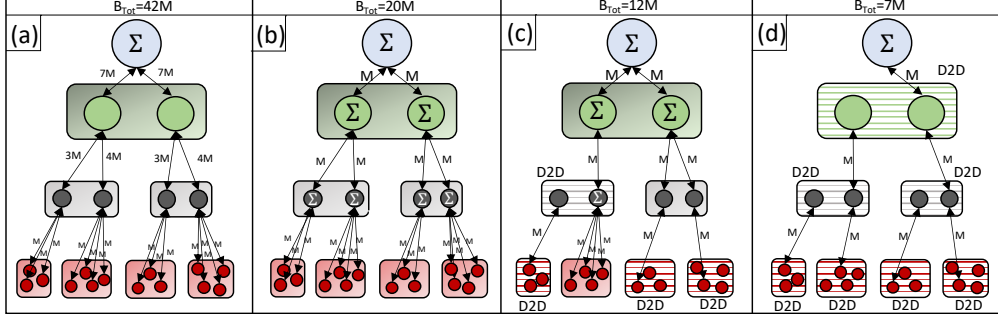 B_Tot=42M
B_Tot=20M
B_Tot=12M
B_Tot=7M
(a)
(b)
(c)
(d)
Σ
Σ
Σ
Σ
7M 7M
M M
M M
M
D2D
Σ Σ
Σ Σ
3M 4M 3M 4M
M M M M
M M M
M M
D2D
D2D
D2D
Σ Σ Σ Σ
Σ
M M M M M M M M M M M M M M
M M M M M M M M M M M M M M
M M M M M M M
M M M M
D2D D2D D2D
D2D D2D D2D D2D